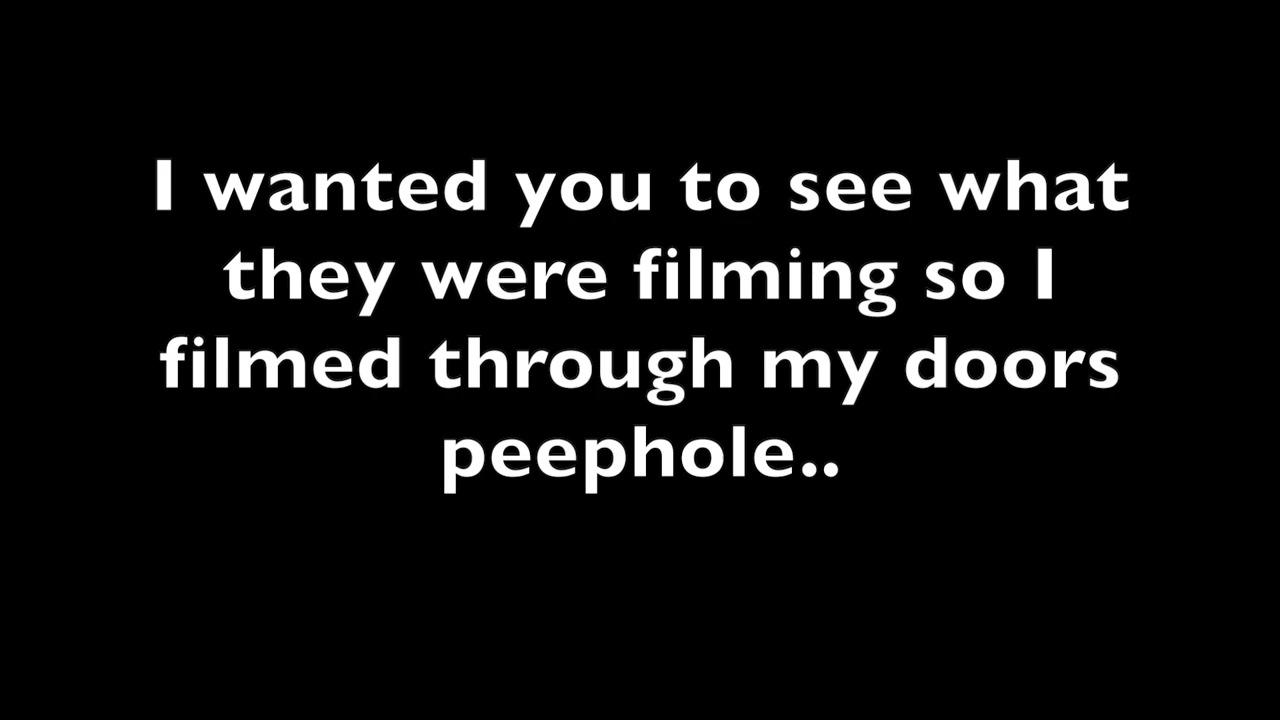 I wanted you to see what
they were filming so I
filmed through my doors
peephole..